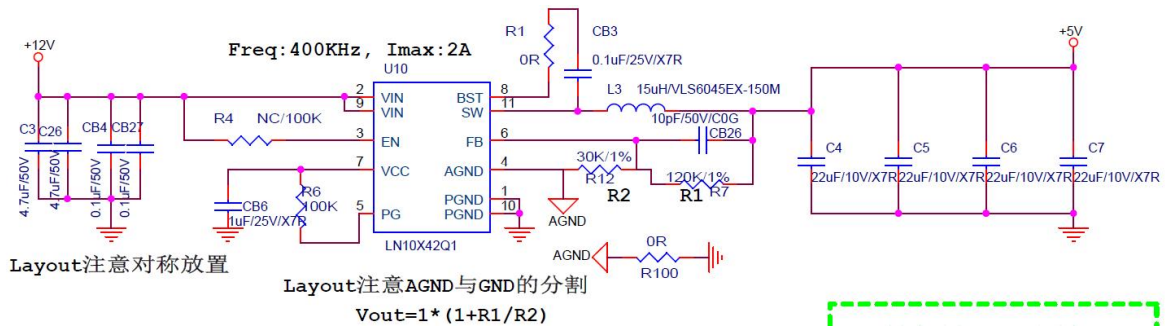 +12V
Freq:400KHz, Imax:2A
U10
R1
0R
CB3
0.1uF/25V/X7R
+5V
2
VIN
9
VIN
3
EN
7
VCC
5
PG
BST
8
SW
11
FB
6
AGND
4
PGND
1
PGND
10
LN10X42Q1
R4
NC/100K
C3
C26
CB4
CB27
4.7uF/50V
4.7uF/50V
0.1uF/50V
0.1uF/50V
L3
15uH/VLS6045EX-150M
10pF/50V/C0G
CB26
30K/1%
R12
R2
120K/1%
R7
R1
AGND
CB6
1uF/25V/X7R
R6
100K
C4
22uF/10V/X7R
C5
22uF/10V/X7R
C6
22uF/10V/X7R
C7
22uF/10V/X7R
AGND
0R
R100
Layout注意对称放置
Layout注意AGND与GND的分割
Vout=1*(1+R1/R2)